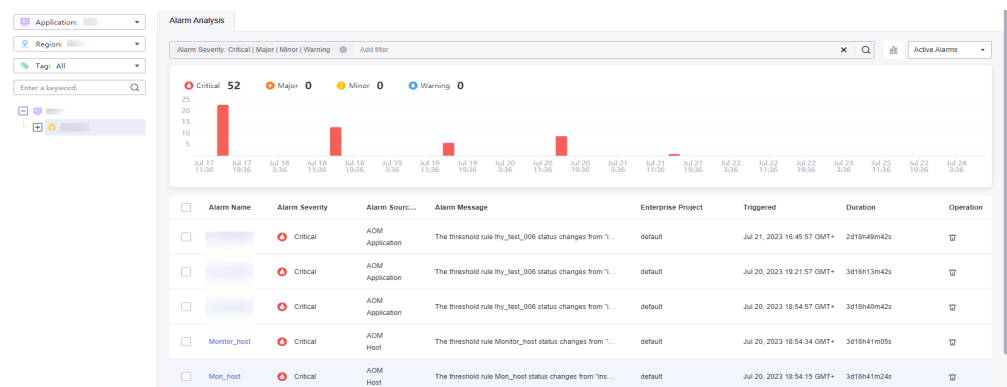 Application:
Region:
Tag: All
Enter a keyword.
Alarm Analysis
Alarm Severity: Critical | Major | Minor | Warning
Add filter
Active Alarms
Critical 52 Major 0 Minor 0 Warning 0
25
20
15
10
5
Jul 17 11:36 Jul 17 19:36 Jul 18 3:36 Jul 18 11:36 Jul 18 19:36 Jul 19 3:36 Jul 19 11:36 Jul 19 19:36 Jul 20 3:36 Jul 20 11:36 Jul 20 19:36 Jul 21 3:36 Jul 21 11:36 Jul 21 19:36 Jul 22 3:36 Jul 22 11:36 Jul 22 19:36 Jul 23 3:36 Jul 23 11:36 Jul 23 19:36 Jul 24 3:36
Alarm Name Alarm Severity Alarm Sourc... Alarm Message Enterprise Project Triggered Duration Operation
Critical AOM Application The threshold rule lhy_test_006 status changes from "i... default Jul 21, 2023 16:45:57 GMT+ 2d18h49m42s
Critical AOM Application The threshold rule lhy_test_006 status changes from "i... default Jul 20, 2023 19:21:57 GMT+ 3d16h13m42s
Critical AOM Application The threshold rule lhy_test_006 status changes from "i... default Jul 20, 2023 18:54:57 GMT+ 3d16h40m42s
Monitor_host Critical AOM Host The threshold rule Monitor_host status changes from "... default Jul 20, 2023 18:54:34 GMT+ 3d16h41m05s
Mon_host Critical AOM Host The threshold rule Mon_host status changes from "ins... default Jul 20, 2023 18:54:15 GMT+ 3d16h41m24s